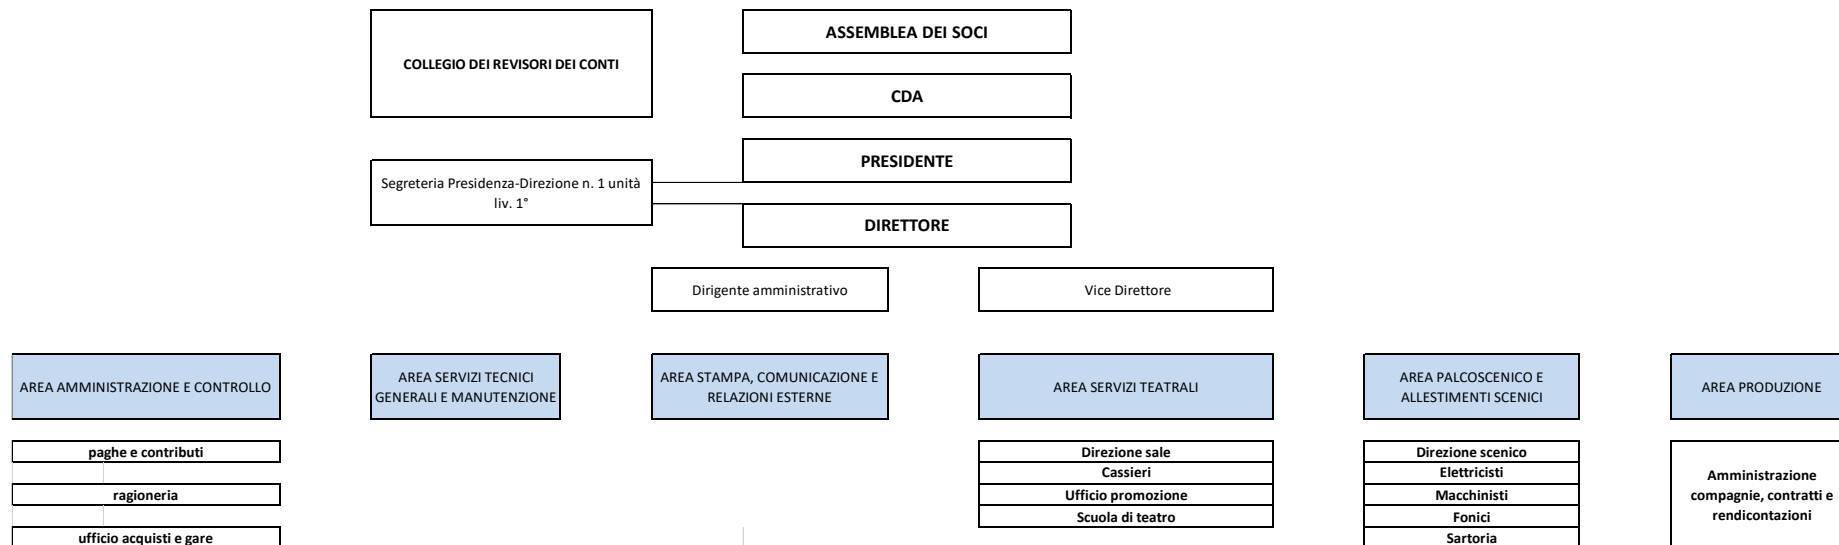 ASSEMBLEA DEI SOCI
COLLEGIO DEI REVISORI DEI CONTI
CDA
PRESIDENTE
Segreteria Presidenza-Direzione n. 1 unità
liv. 1°
DIRETTORE
Dirigente amministrativo
Vice Direttore
AREA AMMINISTRAZIONE E CONTROLLO
AREA SERVIZI TECNICI
GENERALI E MANUTENZIONE
AREA STAMPA, COMUNICAZIONE E
RELAZIONI ESTERNE
AREA SERVIZI TEATRALI
AREA PALCOSCENICO E
ALLESTIMENTI SCENICI
AREA PRODUZIONE
paghe e contributi
ragioneria
ufficio acquisti e gare
Direzione sale
Cassieri
Ufficio promozione
Scuola di teatro
Direzione scenico
Elettricisti
Macchinisti
Fonici
Sartoria
Amministrazione
compagnie, contratti e
rendicontazioni